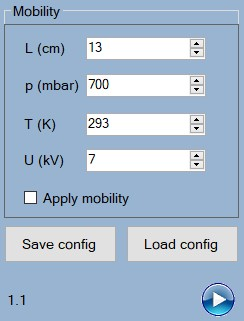 Mobility
L (cm) 13
p (mbar) 700
T (K) 293
U (kV) 7
Apply mobility
Save config Load config
1.1